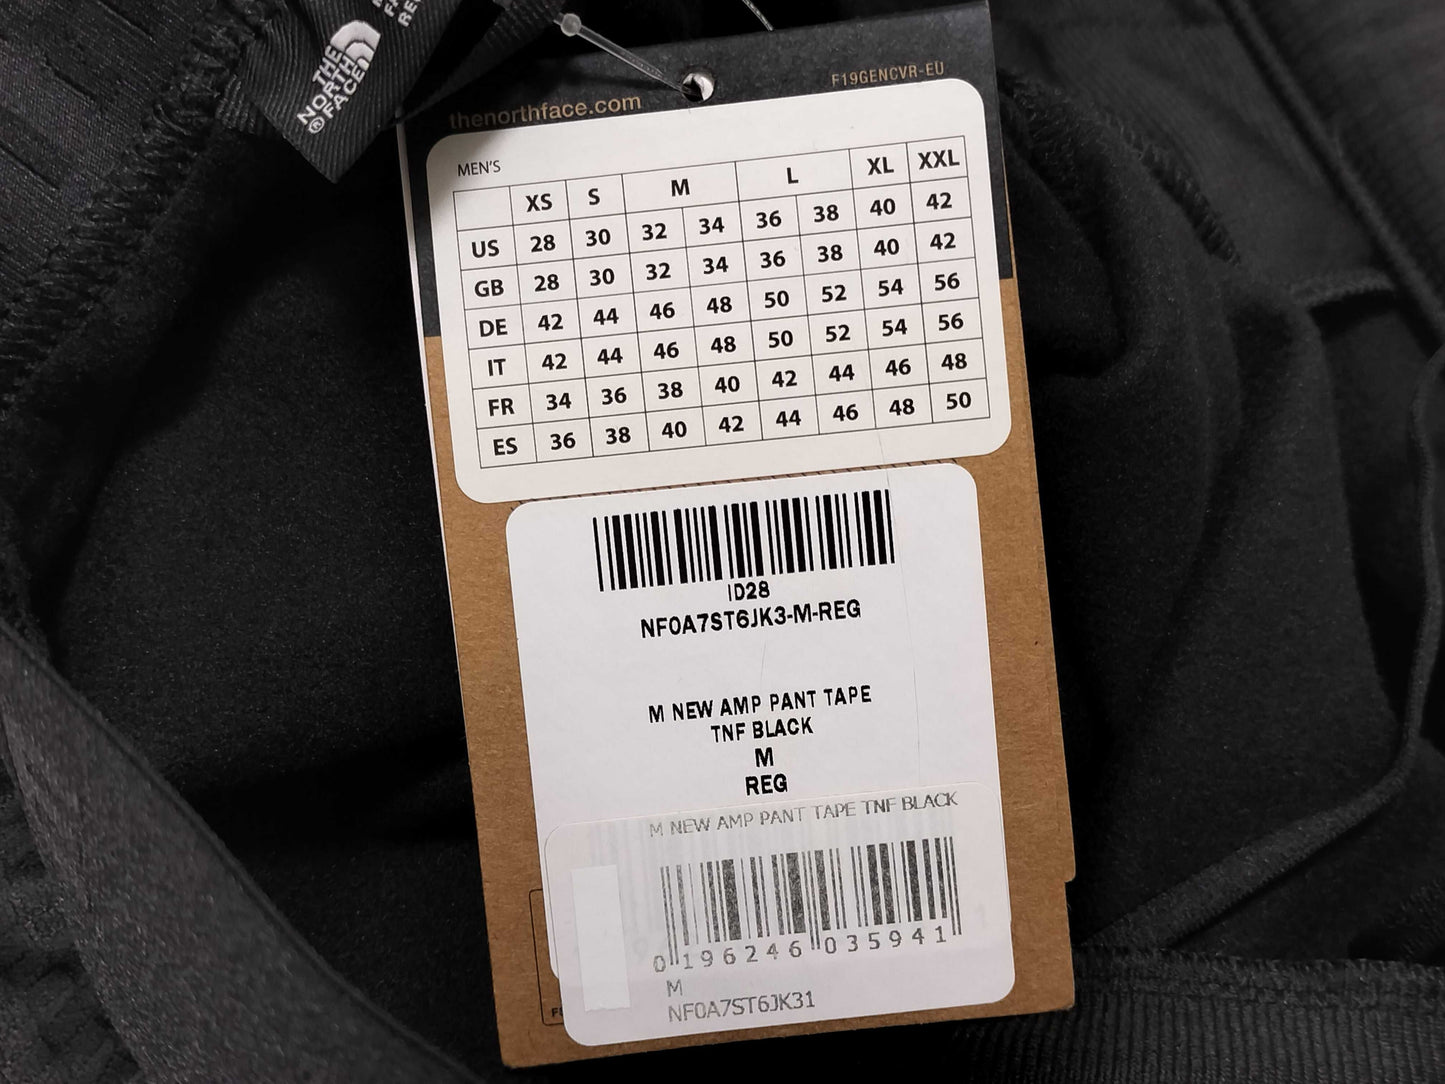 THE
NORTH
FACE
thenorthface.com
F19GENCVR-EU
MEN'S
XS S M L XL XXL
US 28 30 32 34 36 38 40 42
GB 28 30 32 34 36 38 40 42
DE 42 44 46 48 50 52 54 56
IT 42 44 46 48 50 52 54 56
FR 34 36 38 40 42 44 46 48
ES 36 38 40 42 44 46 48 50
ID28
NF0A7ST6JK3-M-REG
M NEW AMP PANT TAPE
TNF BLACK
M
REG
M NEW AMP PANT TAPE TNF BLACK
0 196246 035941
M
NF0A7ST6JK31